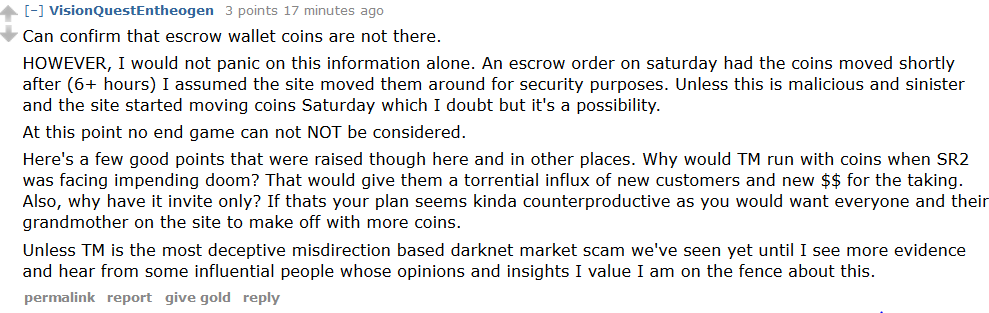 [–] VisionQuestEntheogen 3 points 17 minutes ago
Can confirm that escrow wallet coins are not there.
HOWEVER, I would not panic on this information alone. An escrow order on saturday had the coins moved shortly
after (6+ hours) I assumed the site moved them around for security purposes. Unless this is malicious and sinister
and the site started moving coins Saturday which I doubt but it's a possibility.
At this point no end game can not NOT be considered.
Here's a few good points that were raised though here and in other places. Why would TM run with coins when SR2
was facing impending doom? That would give them a torrential influx of new customers and new $$ for the taking.
Also, why have it invite only? If thats your plan seems kinda counterproductive as you would want everyone and their
grandmother on the site to make off with more coins.
Unless TM is the most deceptive misdirection based darknet market scam we've seen yet until I see more evidence
and hear from some influential people whose opinions and insights I value I am on the fence about this.
permalink report give gold reply